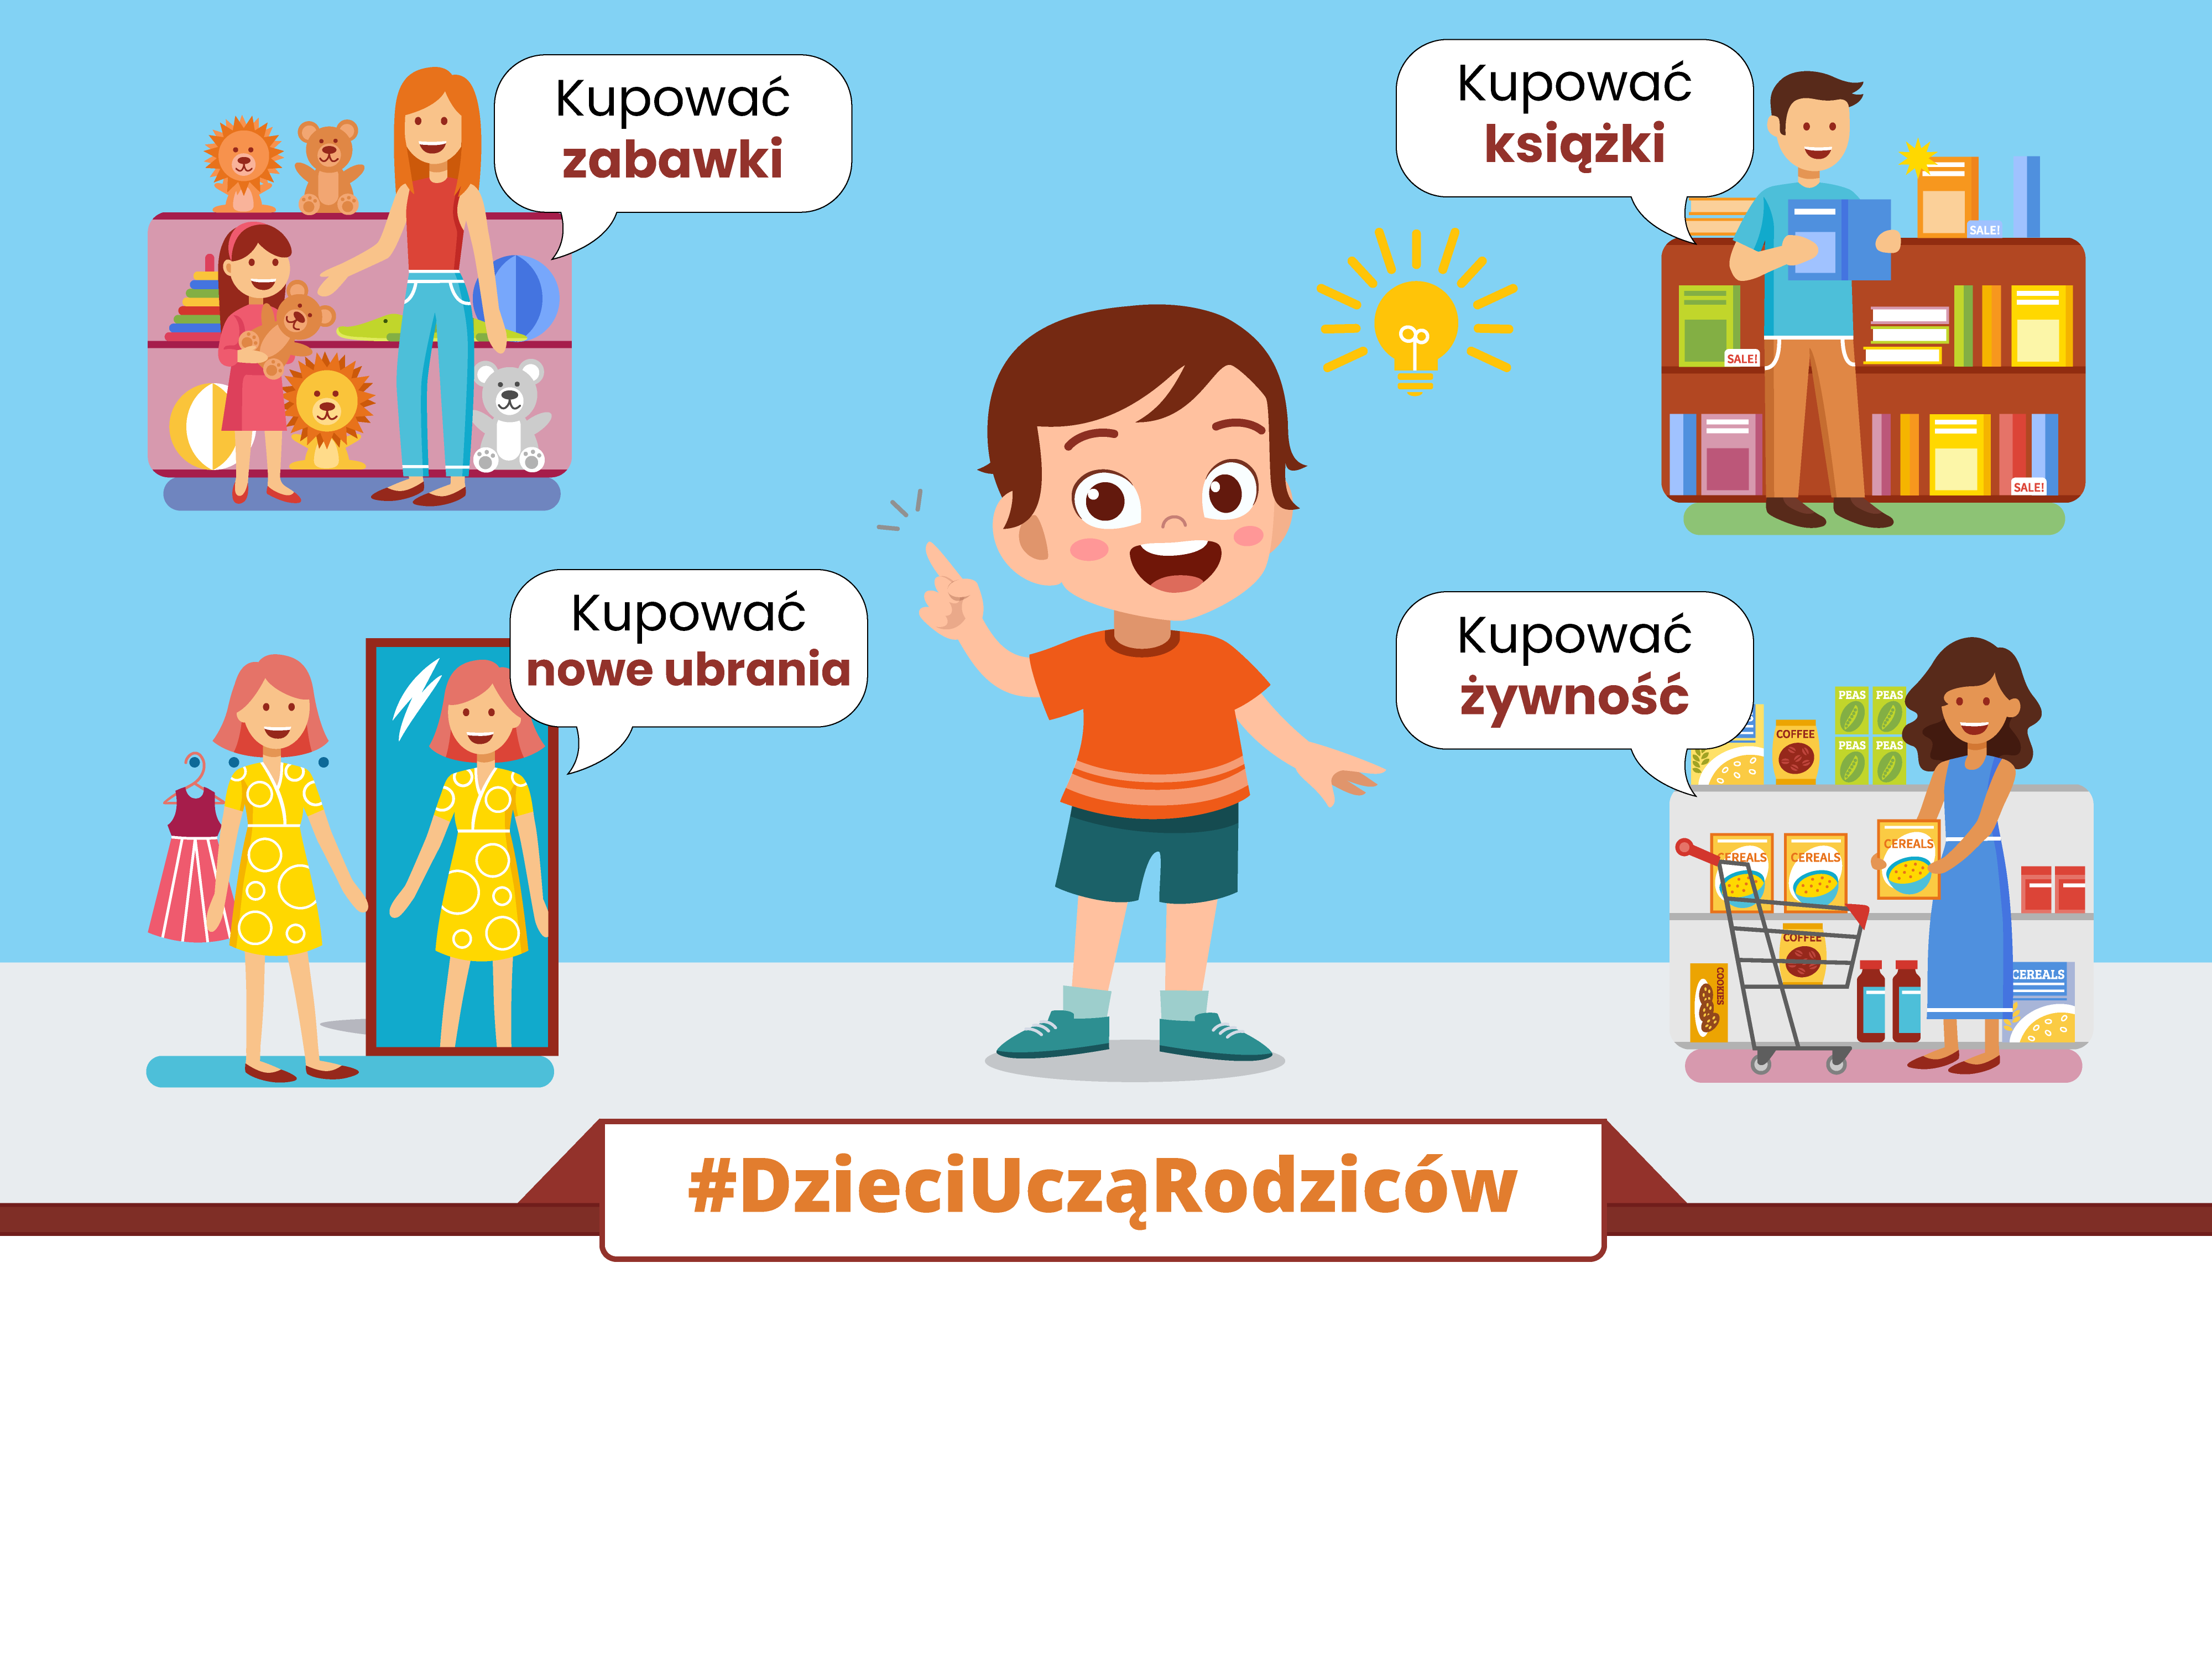 Kupować
zabawki
Kupować
książki
SALE!
SALE!
SALE!
Kupować
nowe ubrania
Kupować
żywność
PEAS PEAS
COFFEE
PEAS PEAS
CEREALS
CEREALS
CEREALS
COFFEE
COOKIES
CEREALS
#DzieciUcząRodziców